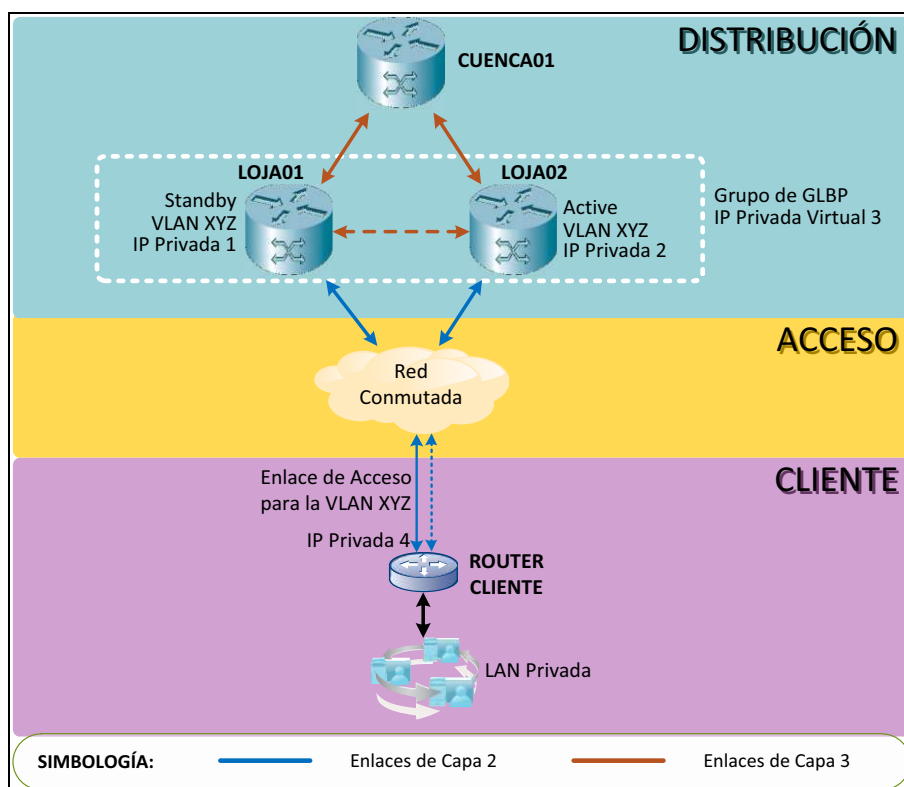 DISTRIBUCIÓN
CUENCA01
LOJA01
LOJA02
Standby
VLAN XYZ
IP Privada 1
Active
VLAN XYZ
IP Privada 2
Grupo de GLBP
IP Privada Virtual 3
ACCESO
Red
Conmutada
CLIENTE
Enlace de Acceso
para la VLAN XYZ
IP Privada 4
ROUTER
CLIENTE
LAN Privada
SIMBOLOGÍA:
Enlaces de Capa 2
Enlaces de Capa 3